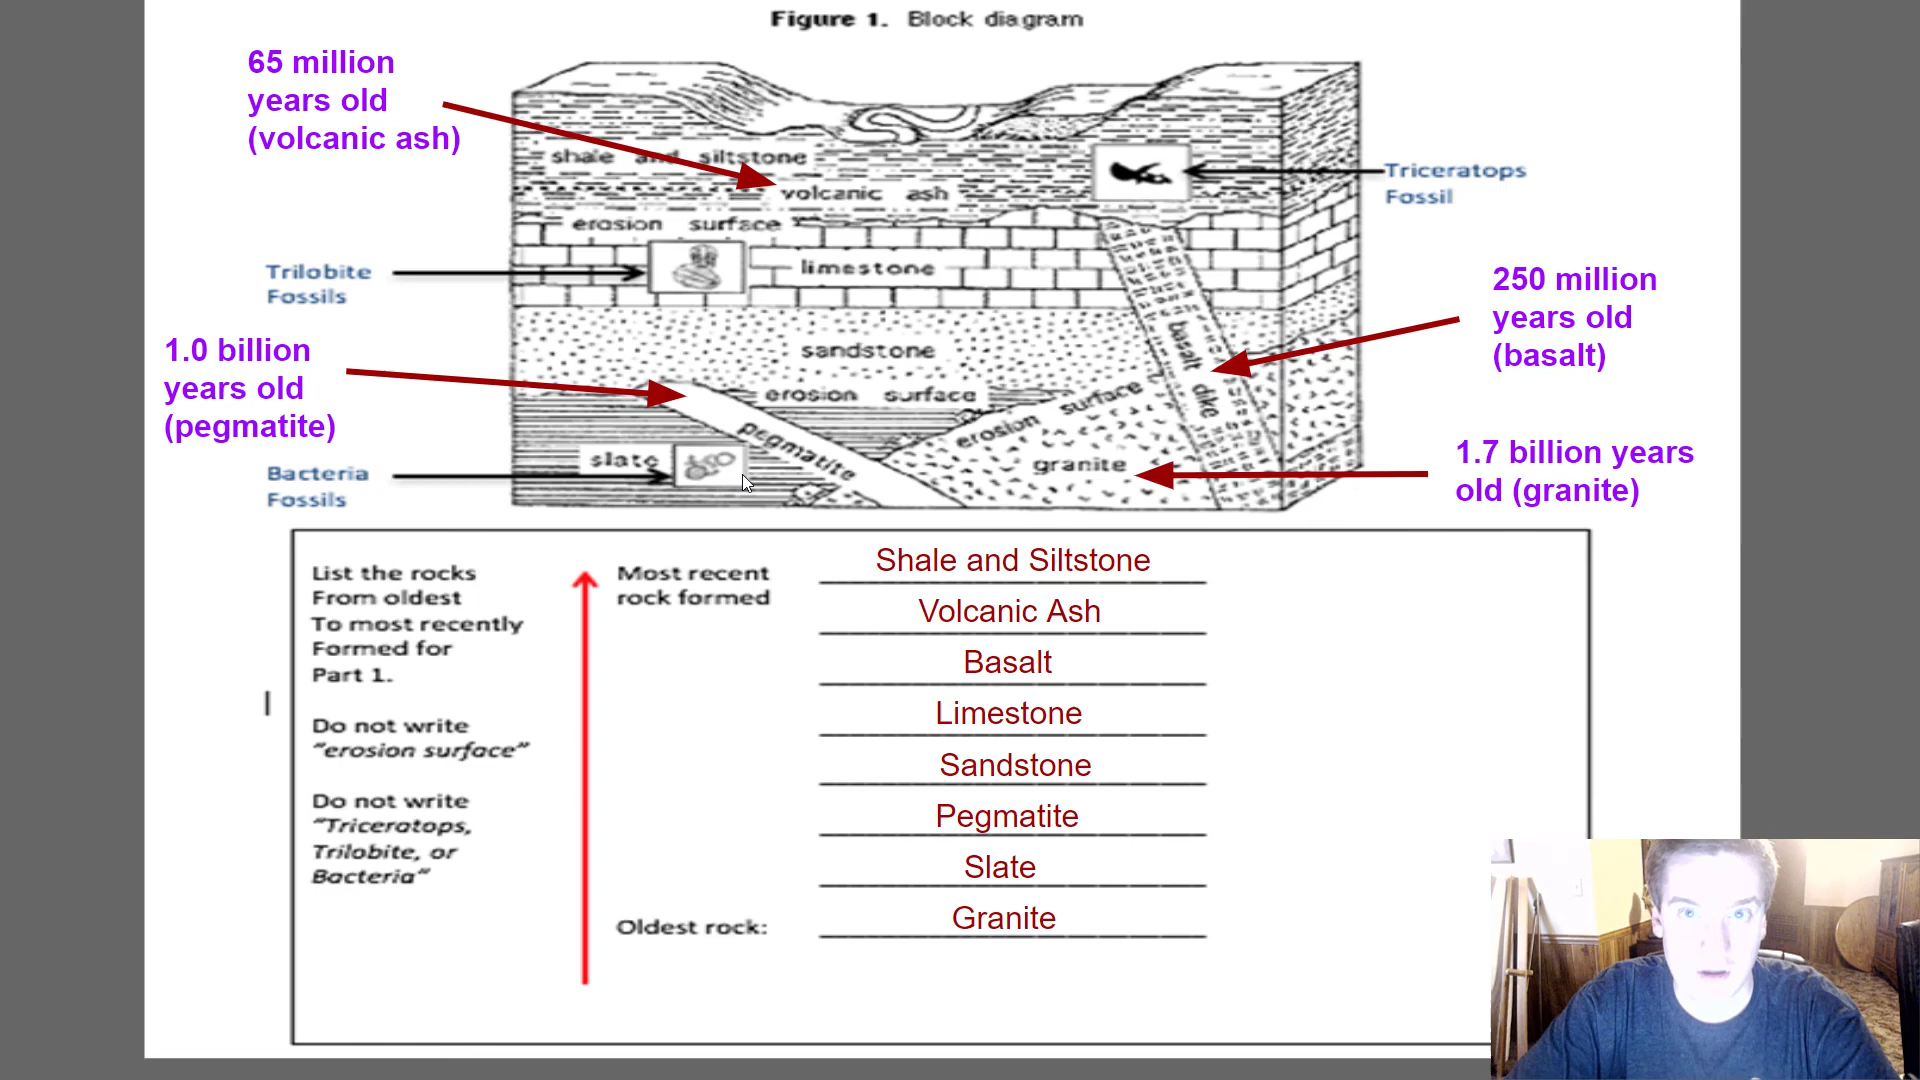 Figure 1. Block diagram
65 million
years old
(volcanic ash)
shale and siltstone
volcanic ash
Triceratops
Fossil
erosion surface
Trilobite
Fossils
limestone
250 million
years old
(basalt)
1.0 billion
years old
(pegmatite)
sandstone
basalt dike
erosion surface
erosion surface
pegmatite
slate
granite
Bacteria
Fossils
1.7 billion years
old (granite)
List the rocks
From oldest
To most recently
Formed for
Part 1.
Do not write
“erosion surface”
Do not write
“Triceratops,
Trilobite, or
Bacteria”
Most recent
rock formed
Shale and Siltstone
Volcanic Ash
Basalt
Limestone
Sandstone
Pegmatite
Slate
Oldest rock:
Granite